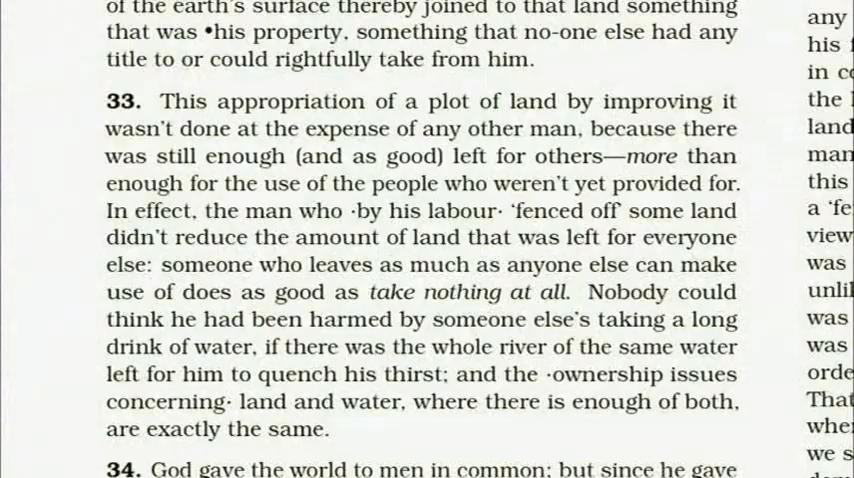 of the earth's surface thereby joined to that land something
that was •his property, something that no-one else had any
title to or could rightfully take from him.
33. This appropriation of a plot of land by improving it
wasn't done at the expense of any other man, because there
was still enough (and as good) left for others—more than
enough for the use of the people who weren't yet provided for.
In effect, the man who ·by his labour· 'fenced off' some land
didn't reduce the amount of land that was left for everyone
else: someone who leaves as much as anyone else can make
use of does as good as take nothing at all. Nobody could
think he had been harmed by someone else's taking a long
drink of water, if there was the whole river of the same water
left for him to quench his thirst; and the ·ownership issues
concerning· land and water, where there is enough of both,
are exactly the same.
34. God gave the world to men in common; but since he gave
any
his
in
the
land
man
this
a 'fe
view
was
unli
was
was
orde
That
whe
we s